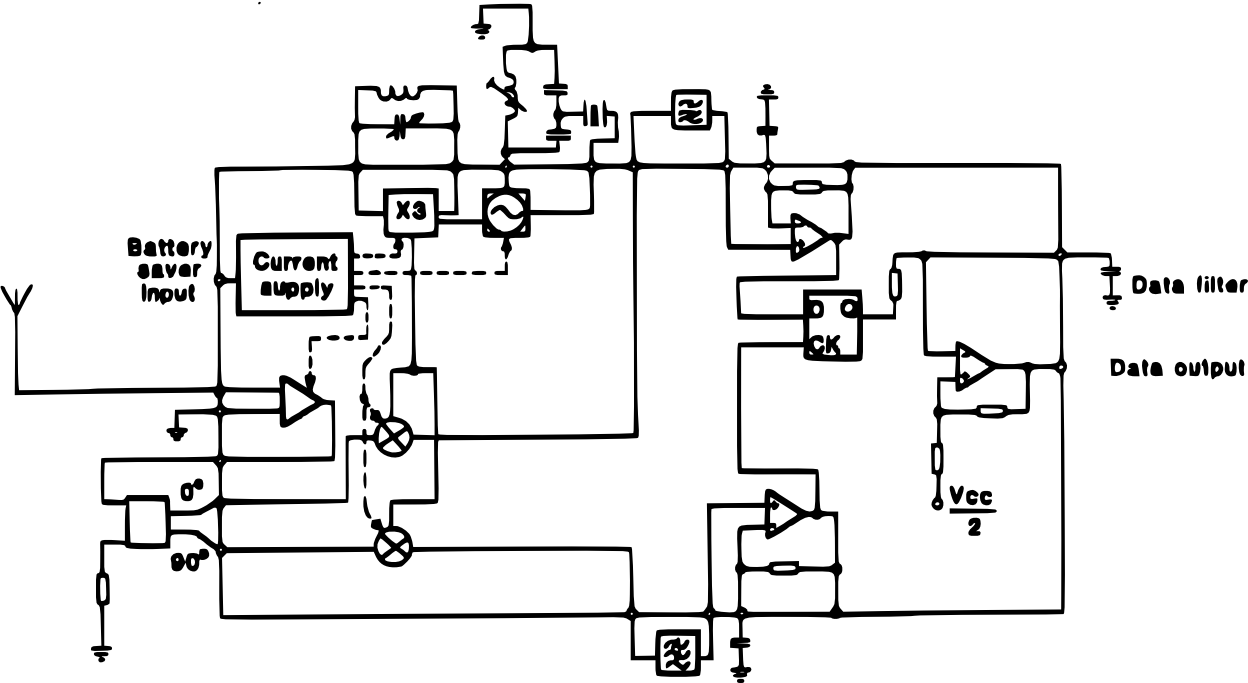 X3
Battery
saver
input
Current
supply
D Q
CK
Data filter
Data output
0°
90°
Vcc
2